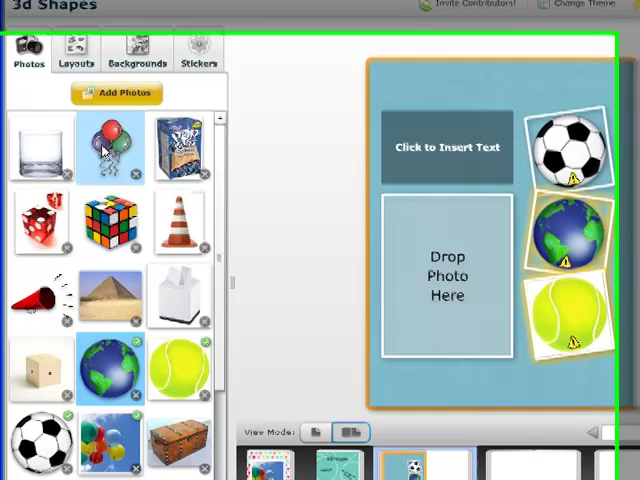 3d Shapes
Invite Contributors!
Change Theme
Photos
Layouts
Backgrounds
Stickers
Add Photos
Click to Insert Text
Drop
Photo
Here
View Mode: